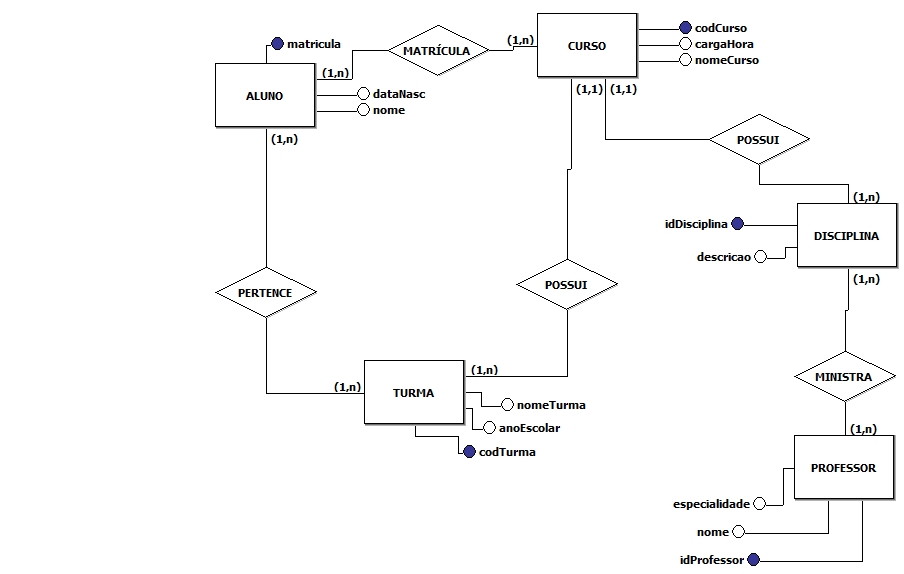 matricula
ALUNO
(1,n)
dataNasc
nome
(1,n)
MATRÍCULA
(1,n)
CURSO
codCurso
cargaHora
nomeCurso
(1,1)
(1,1)
POSSUI
(1,n)
DISCIPLINA
idDisciplina
descricao
(1,n)
PERTENCE
POSSUI
MINISTRA
(1,n)
TURMA
(1,n)
nomeTurma
anoEscolar
codTurma
(1,n)
PROFESSOR
especialidade
nome
idProfessor